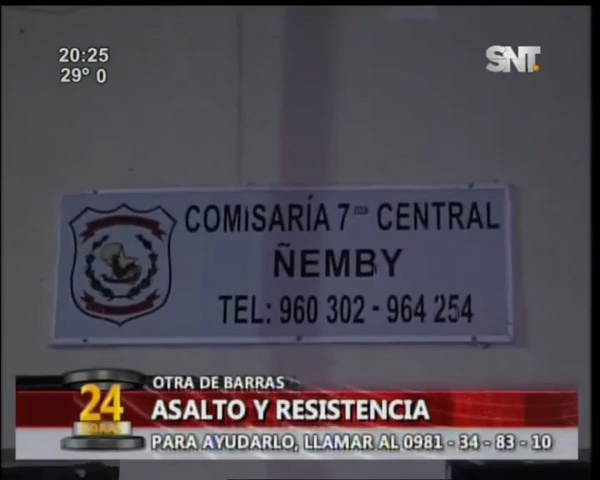 20:25
29° 0
SNT.
COMISARÍA 7ma CENTRAL
ÑEMBY
TEL: 960 302 - 964 254
OTRA DE BARRAS
24
ASALTO Y RESISTENCIA
PARA AYUDARLO, LLAMAR AL 0981 - 34 - 83 - 10